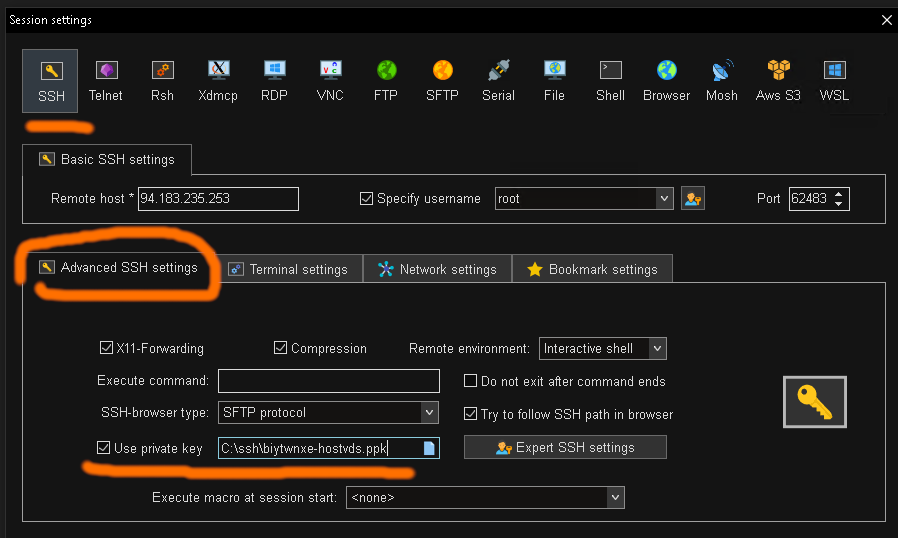 Session settings
SSH Telnet Rsh Xdmcp RDP VNC FTP SFTP Serial File Shell Browser Mosh Aws S3 WSL
Basic SSH settings
Remote host * 94.183.235.253 Specify username root Port 62483
Advanced SSH settings Terminal settings Network settings Bookmark settings
X11-Forwarding Compression Remote environment: Interactive shell
Execute command: Do not exit after command ends
SSH-browser type: SFTP protocol Try to follow SSH path in browser
Use private key C:\ssh\biytwnxe-hostvds.ppk Expert SSH settings
Execute macro at session start: <none>